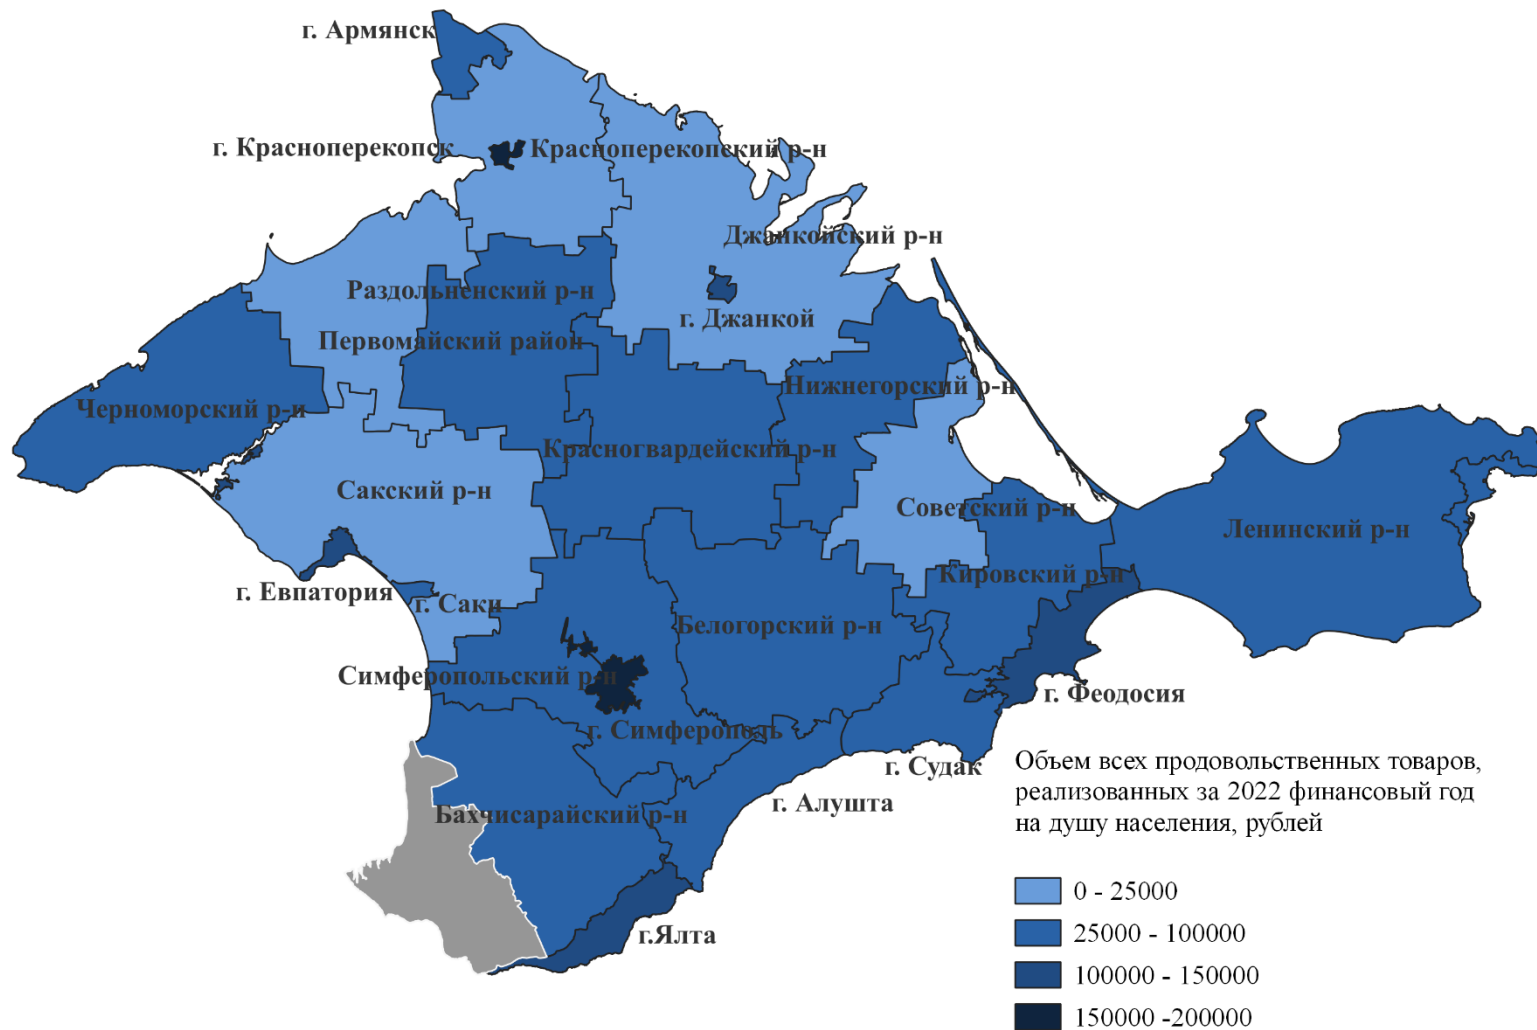 г. Армянск
г. Красноперекопск
Красноперекопский р-н
Джанкойский р-н
Раздольненский р-н
г. Джанкой
Первомайский район
Нижнегорский р-н
Черноморский р-н
Красногвардейский р-н
Сакский р-н
Советский р-н
Ленинский р-н
Кировский р-н
г. Евпатория
г. Саки
Белогорский р-н
Симферопольский р-н
г. Феодосия
г. Симферополь
г. Судак
г. Алушта
Бахчисарайский р-н
г.Ялта
Объем всех продовольственных товаров,
реализованных за 2022 финансовый год
на душу населения, рублей
0 - 25000
25000 - 100000
100000 - 150000
150000 -200000